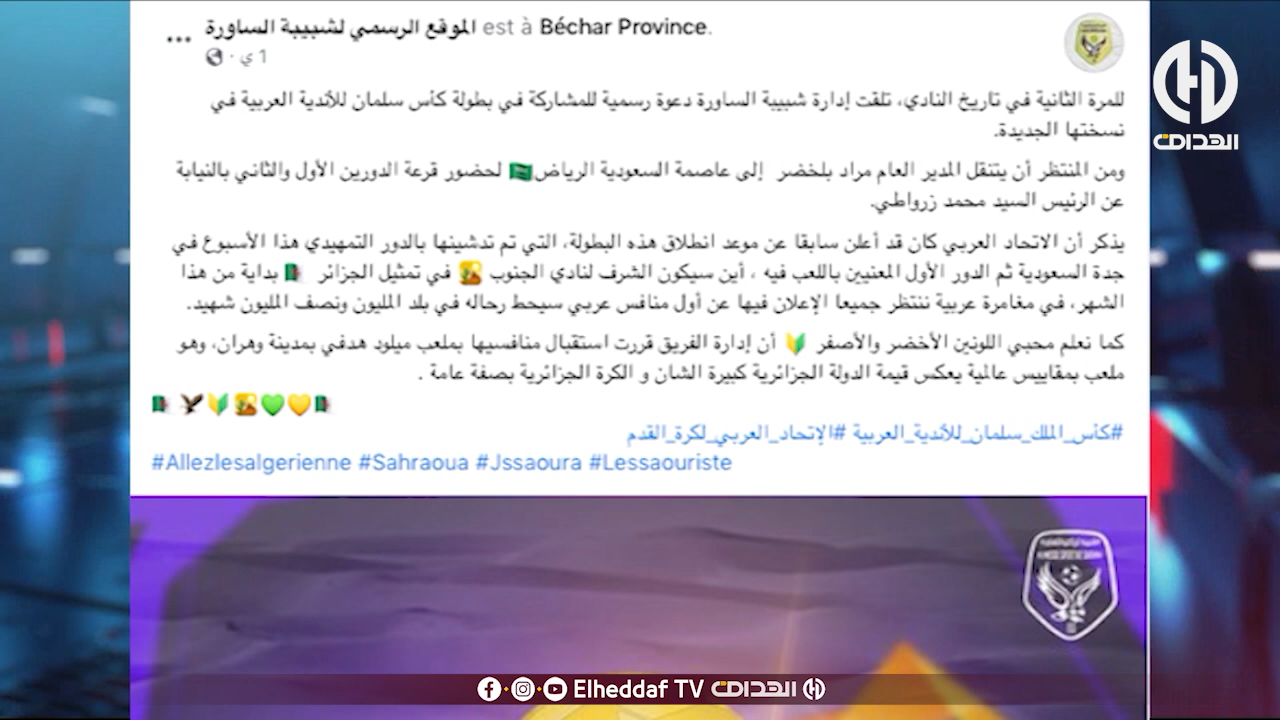 الموقع الرسمي لشبيبة الساورة est à Béchar Province.
1 ي
للمرة الثانية في تاريخ النادي، تلقت إدارة شبيبة الساورة دعوة رسمية للمشاركة في بطولة كأس سلمان للأندية العربية في
نسختها الجديدة.
ومن المنتظر أن يتنقل المدير العام مراد بلخضر إلى عاصمة السعودية الرياض🇸🇦 لحضور قرعة الدورين الأول والثاني بالنيابة
عن الرئيس السيد محمد زرواطي.
يذكر أن الاتحاد العربي كان قد أعلن سابقا عن موعد انطلاق هذه البطولة، التي تم تدشينها بالدور التمهيدي هذا الأسبوع في
جدة السعودية ثم الدور الأول المعنيين باللعب فيه ، أين سيكون الشرف لنادي الجنوب 🏜 في تمثيل الجزائر 🇩🇿 بداية من هذا
الشهر، في مغامرة عربية ننتظر جميعا الإعلان فيها عن أول منافس عربي سيحط رحاله في بلد المليون ونصف المليون شهيد.
كما نعلم محبي اللونين الأخضر والأصفر 🔰 أن إدارة الفريق قررت استقبال منافسيها بملعب ميلود هدفي بمدينة وهران، وهو
ملعب بمقاييس عالمية يعكس قيمة الدولة الجزائرية كبيرة الشان و الكرة الجزائرية بصفة عامة .
🇩🇿💛💚🏜🔰🦅🇩🇿
#كأس_الملك_سلمان_للأندية_العربية #الإتحاد_العربي_لكرة_القدم
#Allezlesalgerienne #Sahraoua #Jssaoura #Lessaouriste
الهداف
Elheddaf TV الهداف